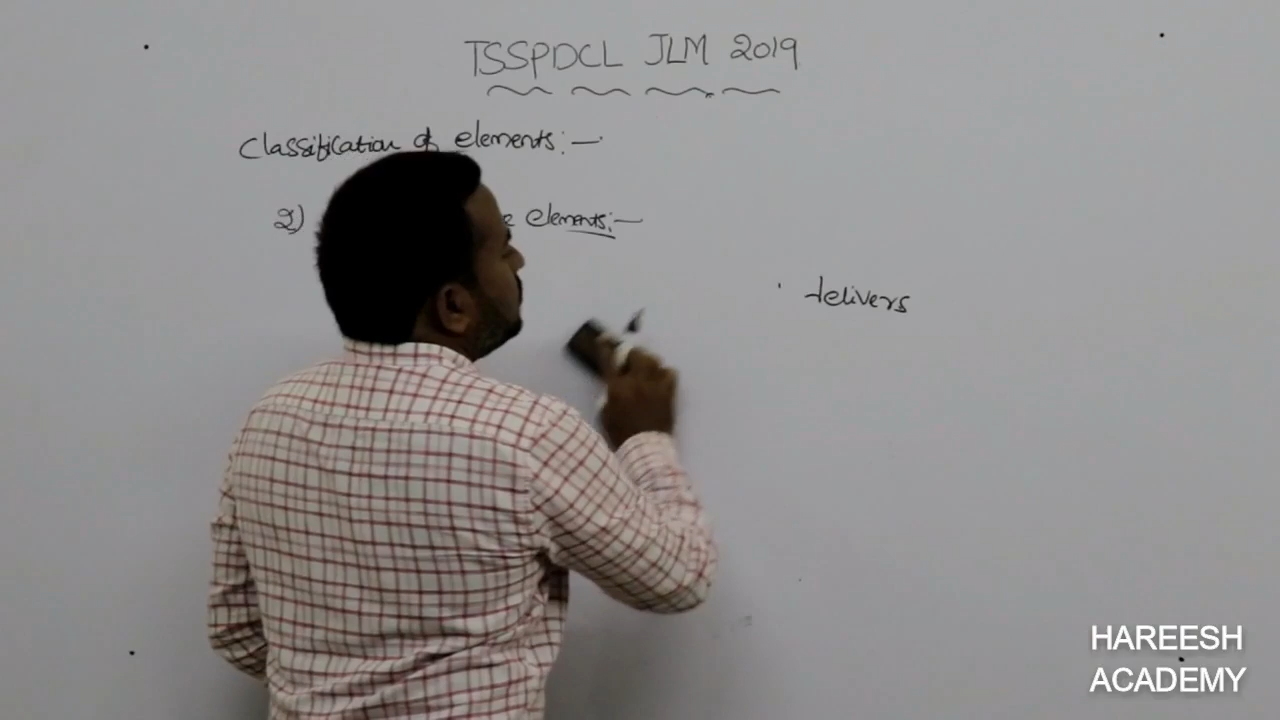 TSSPDCL JLM 2019
Classification of elements:-
2) elements:-
delivers
HAREESH
ACADEMY